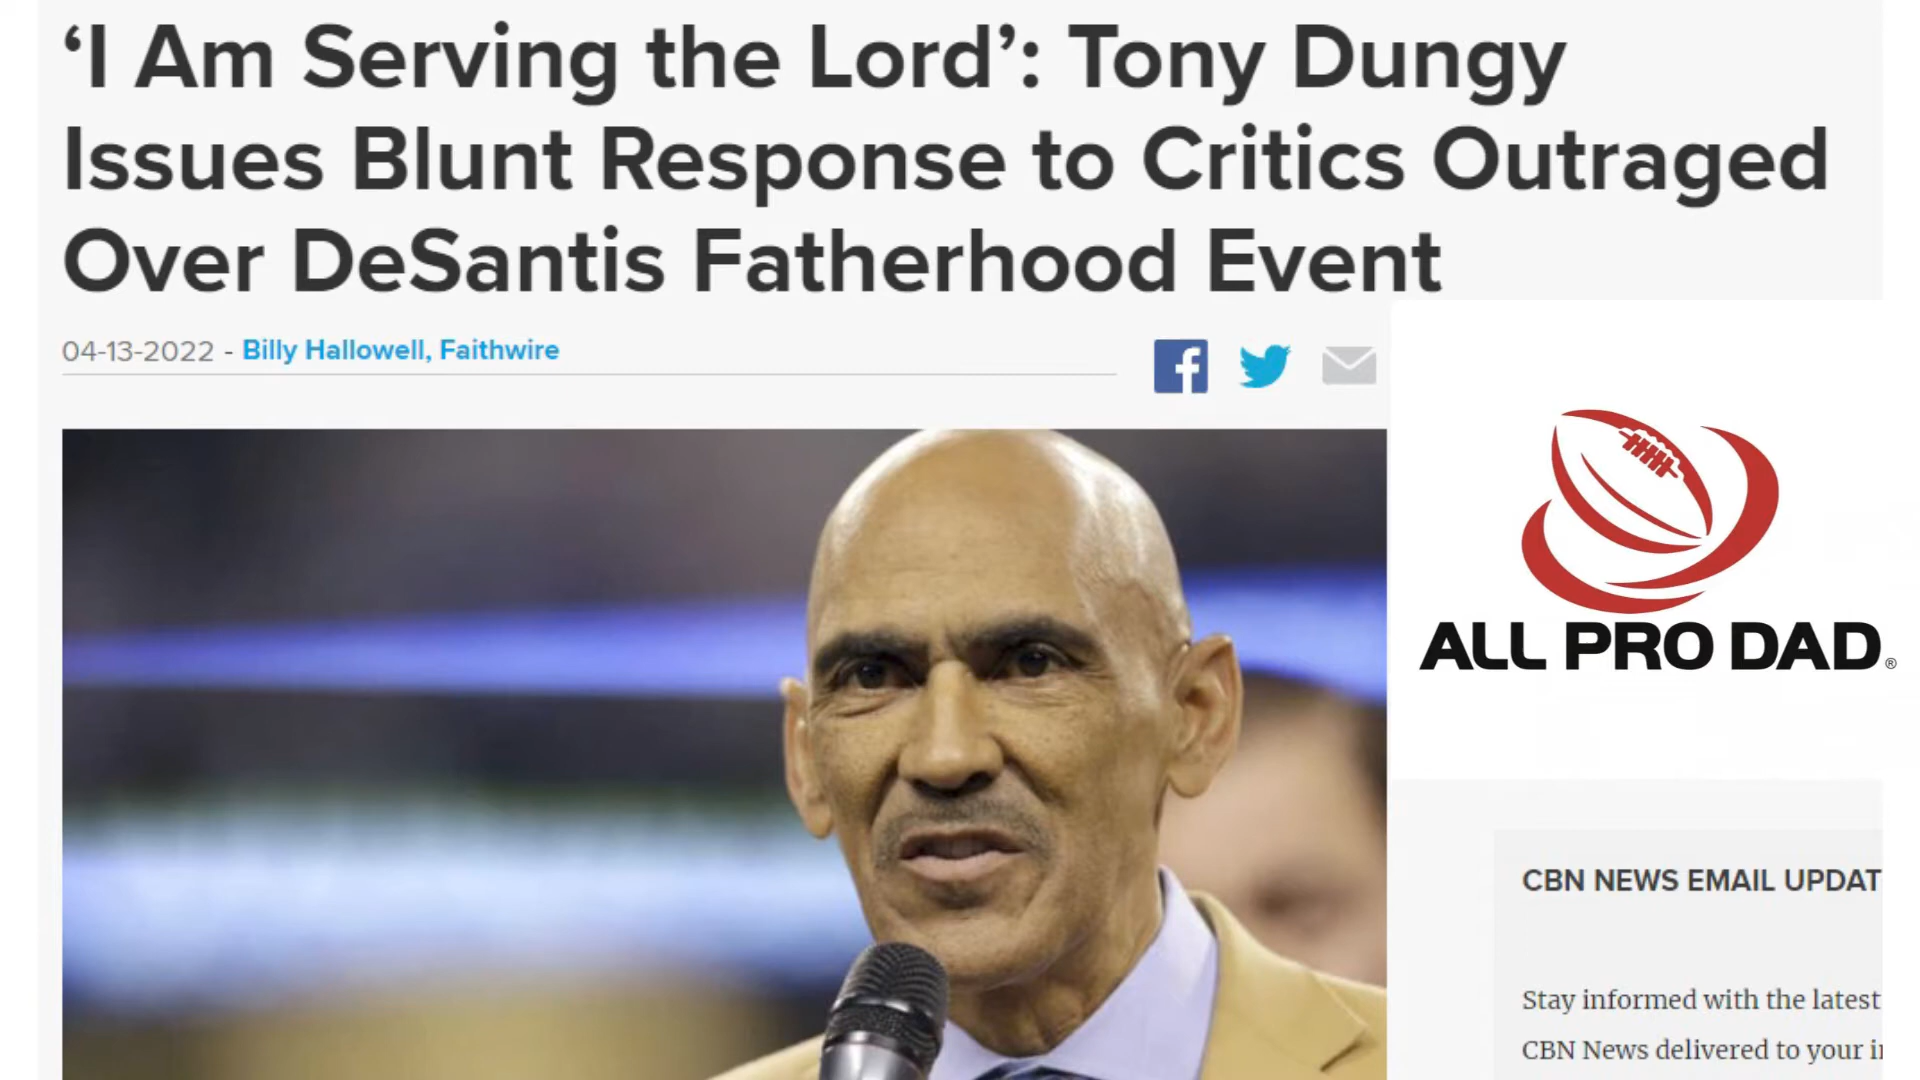 ‘I Am Serving the Lord’: Tony Dungy
Issues Blunt Response to Critics Outraged
Over DeSantis Fatherhood Event
04-13-2022 - Billy Hallowell, Faithwire
ALL PRO DAD®
CBN NEWS EMAIL UPDAT
Stay informed with the latest
CBN News delivered to your i